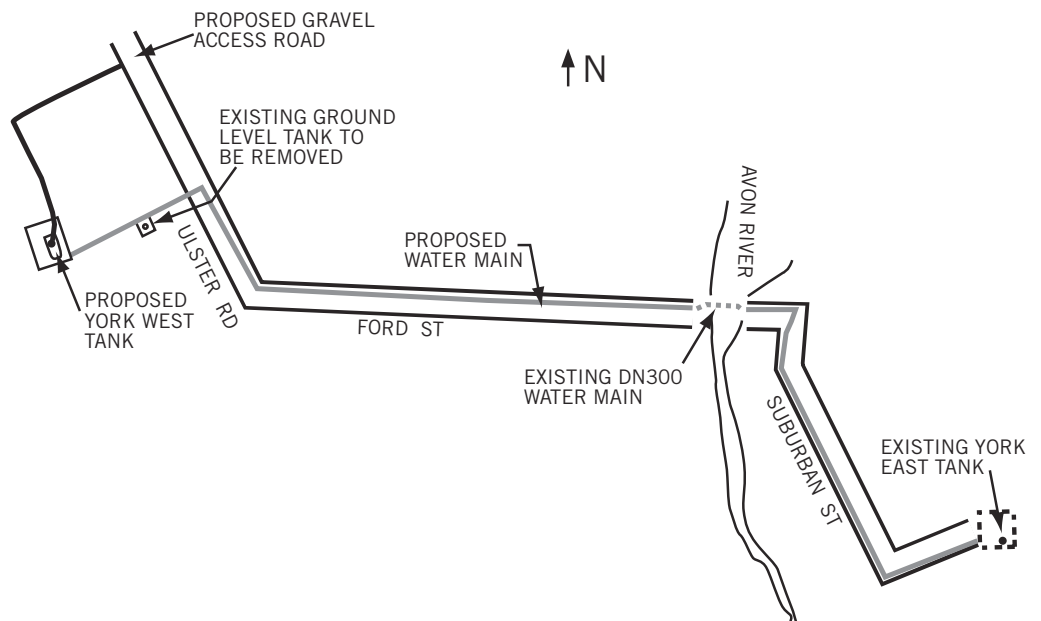 PROPOSED GRAVEL
ACCESS ROAD
N
EXISTING GROUND
LEVEL TANK TO
BE REMOVED
AVON RIVER
ULSTER RD
PROPOSED
WATER MAIN
PROPOSED
YORK WEST
TANK
FORD ST
EXISTING DN300
WATER MAIN
SUBURBAN ST
EXISTING YORK
EAST TANK